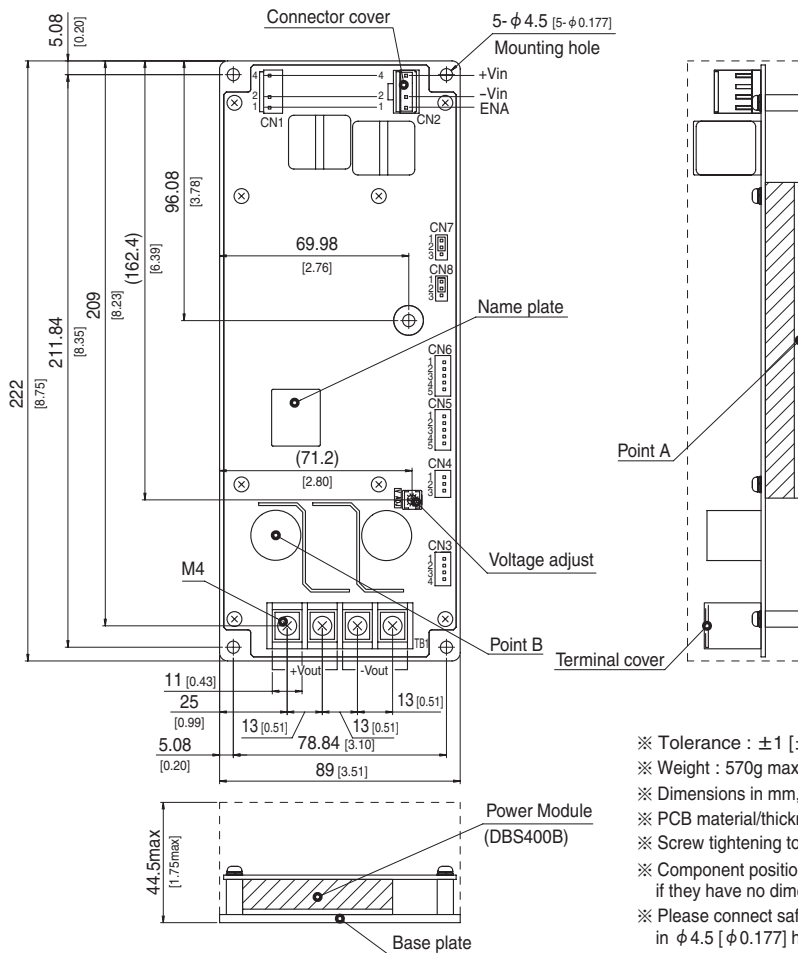 5.08
[0.20]
Connector cover
5-φ4.5 [5-φ0.177]
Mounting hole
4
2
1
CN1
4
2
1
CN2
+Vin
-Vin
ENA
96.08
[3.78]
(162.4)
[6.39]
209
[8.23]
211.84
[8.35]
222
[8.75]
69.98
[2.76]
CN7
1
2
3
CN8
1
2
3
Name plate
CN6
1
2
3
4
5
CN5
1
2
3
4
5
Point A
(71.2)
[2.80]
CN4
1
2
3
Voltage adjust
CN3
1
2
3
4
M4
TB1
Point B
Terminal cover
+Vout
-Vout
11 [0.43]
25
[0.99]
13 [0.51]
13 [0.51]
13 [0.51]
5.08
[0.20]
78.84 [3.10]
89 [3.51]
44.5max
[1.75max]
Power Module
(DBS400B)
Base plate
※ Tolerance : ±1 [±
※ Weight : 570g max
※ Dimensions in mm,
※ PCB material/thick
※ Screw tightening to
※ Component positio
if they have no dime
※ Please connect saf
in φ4.5 [φ0.177] h